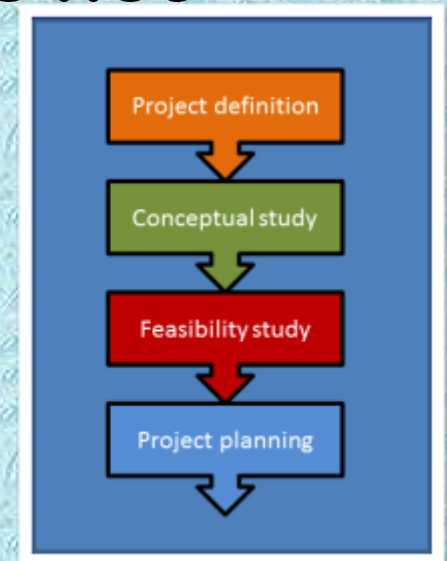 Project definition
Conceptual study
Feasibility study
Project planning